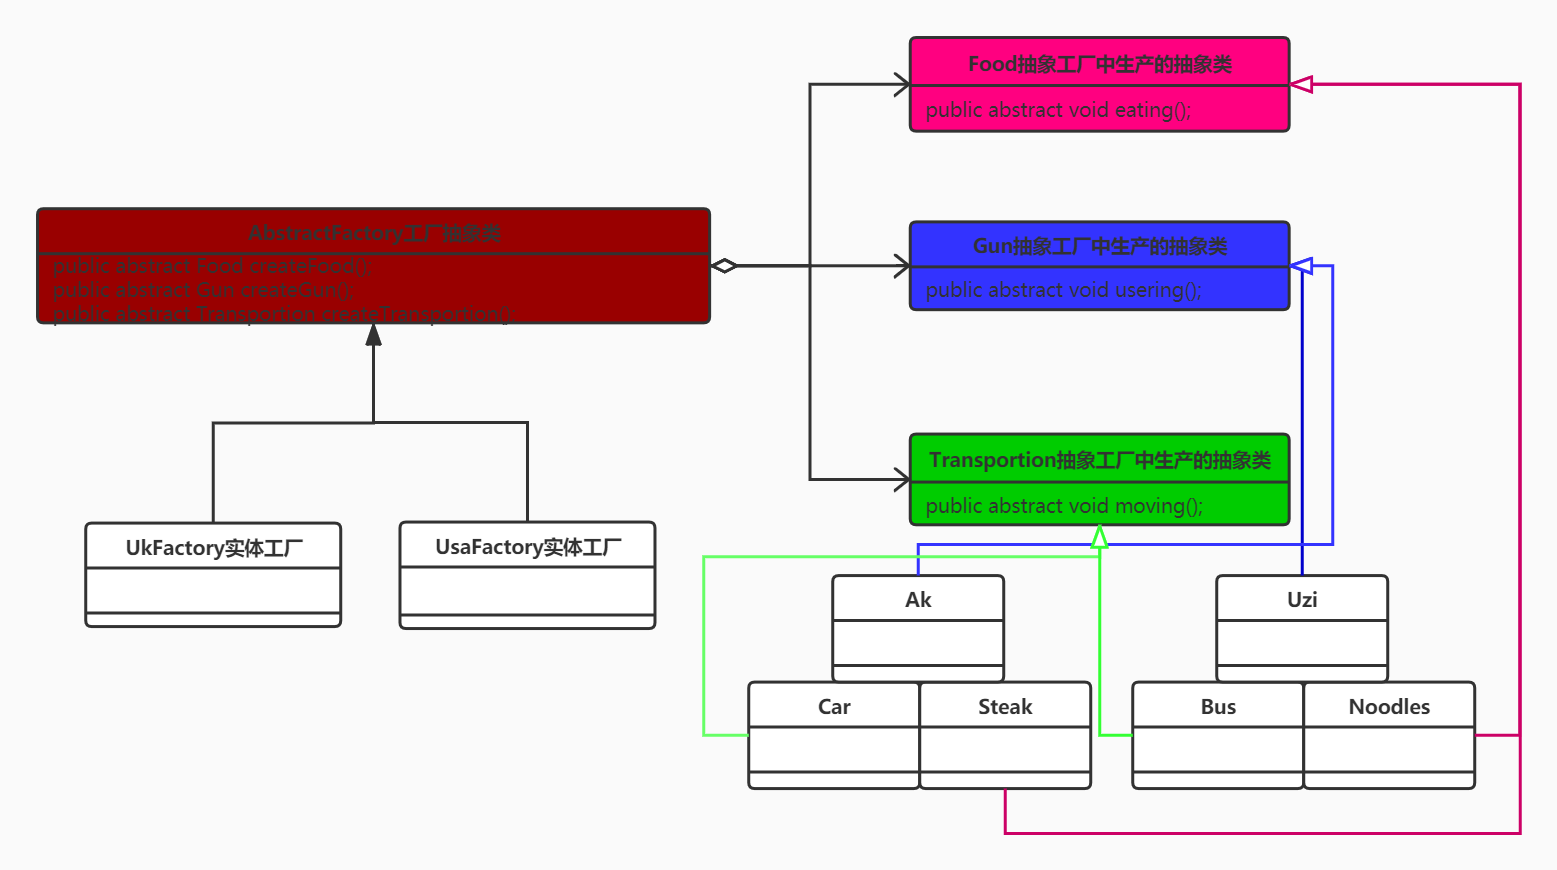 Food抽象工厂中生产的抽象类
public abstract void eating();
AbstractFactory工厂抽象类
public abstract Food createFood();
public abstract Gun createGun();
public abstract Transportion createTransportion()
Gun抽象工厂中生产的抽象类
public abstract void usering();
Transportion抽象工厂中生产的抽象类
public abstract void moving();
UkFactory实体工厂
UsaFactory实体工厂
Ak
Uzi
Car
Steak
Bus
Noodles